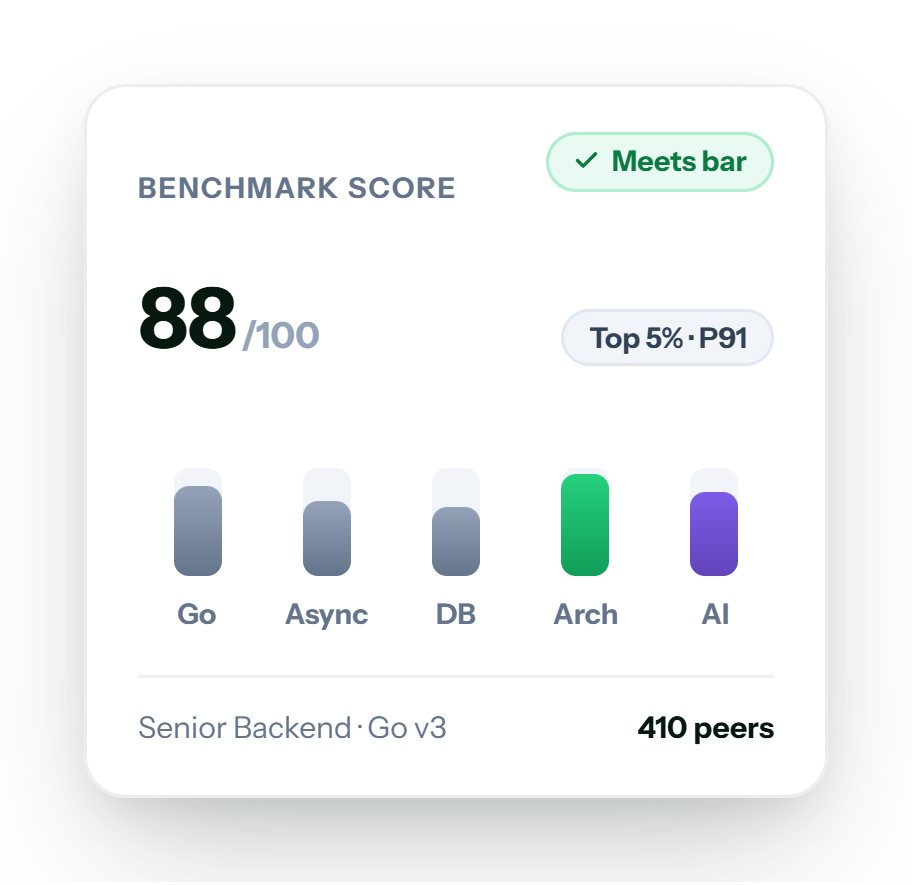 Meets bar
BENCHMARK SCORE
88/100
Top 5% · P91
Go Async DB Arch AI
Senior Backend · Go v3
410 peers